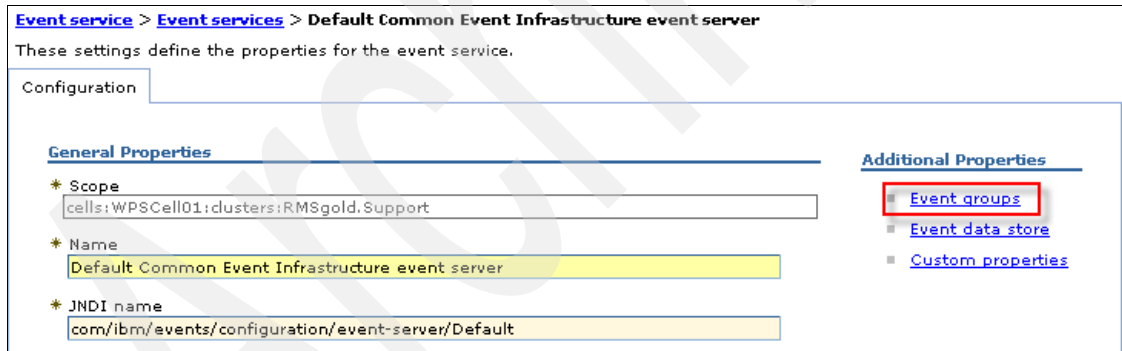 Event service > Event services > Default Common Event Infrastructure event server
These settings define the properties for the event service.
Configuration
General Properties
* Scope
cells:WPSCell01:clusters:RMSgold.Support
* Name
Default Common Event Infrastructure event server
* JNDI name
com/ibm/events/configuration/event-server/Default
Additional Properties
Event groups
Event data store
Custom properties